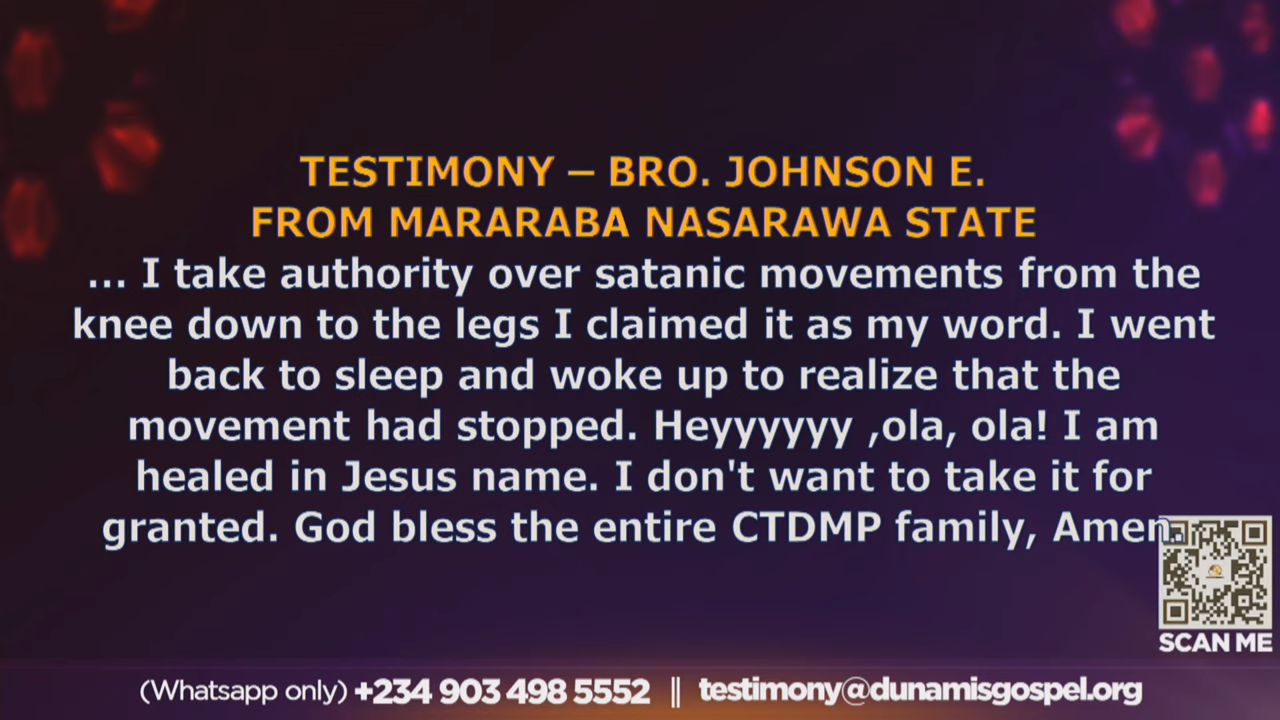 TESTIMONY – BRO. JOHNSON E.
FROM MARARABA NASARAWA STATE
... I take authority over satanic movements from the
knee down to the legs I claimed it as my word. I went
back to sleep and woke up to realize that the
movement had stopped. Heyyyyyy ,ola, ola! I am
healed in Jesus name. I don't want to take it for
granted. God bless the entire CTDMP family, Amen.
SCAN ME
(Whatsapp only) +234 903 498 5552 || testimony@dunamisgospel.org